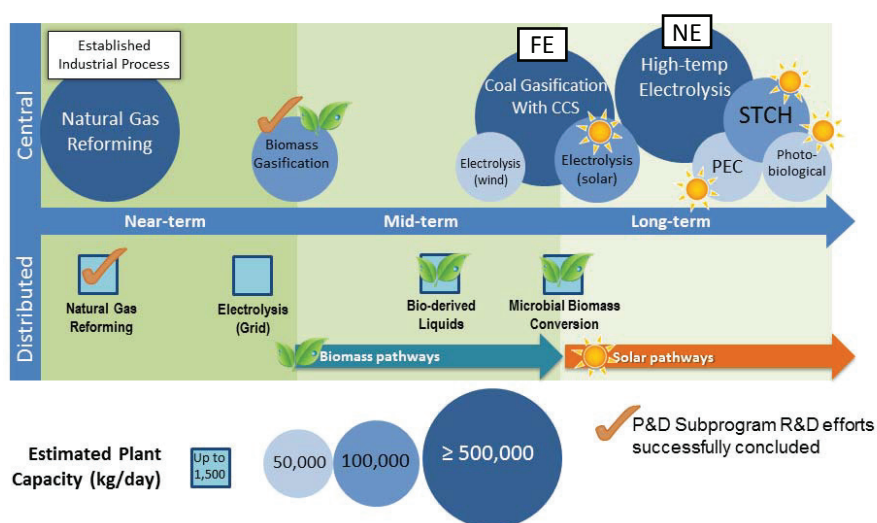 Established
Industrial Process
FE
NE
Central
Natural Gas
Reforming
Biomass
Gasification
Coal Gasification
With CCS
High-temp
Electrolysis
STCH
Electrolysis
(wind)
Electrolysis
(solar)
PEC
Photo-
biological
Near-term
Mid-term
Long-term
Distributed
Natural Gas
Reforming
Electrolysis
(Grid)
Bio-derived
Liquids
Microbial Biomass
Conversion
Biomass pathways
Solar pathways
Estimated Plant
Capacity (kg/day)
Up to
1,500
50,000
100,000
≥ 500,000
P&D Subprogram R&D efforts
successfully concluded